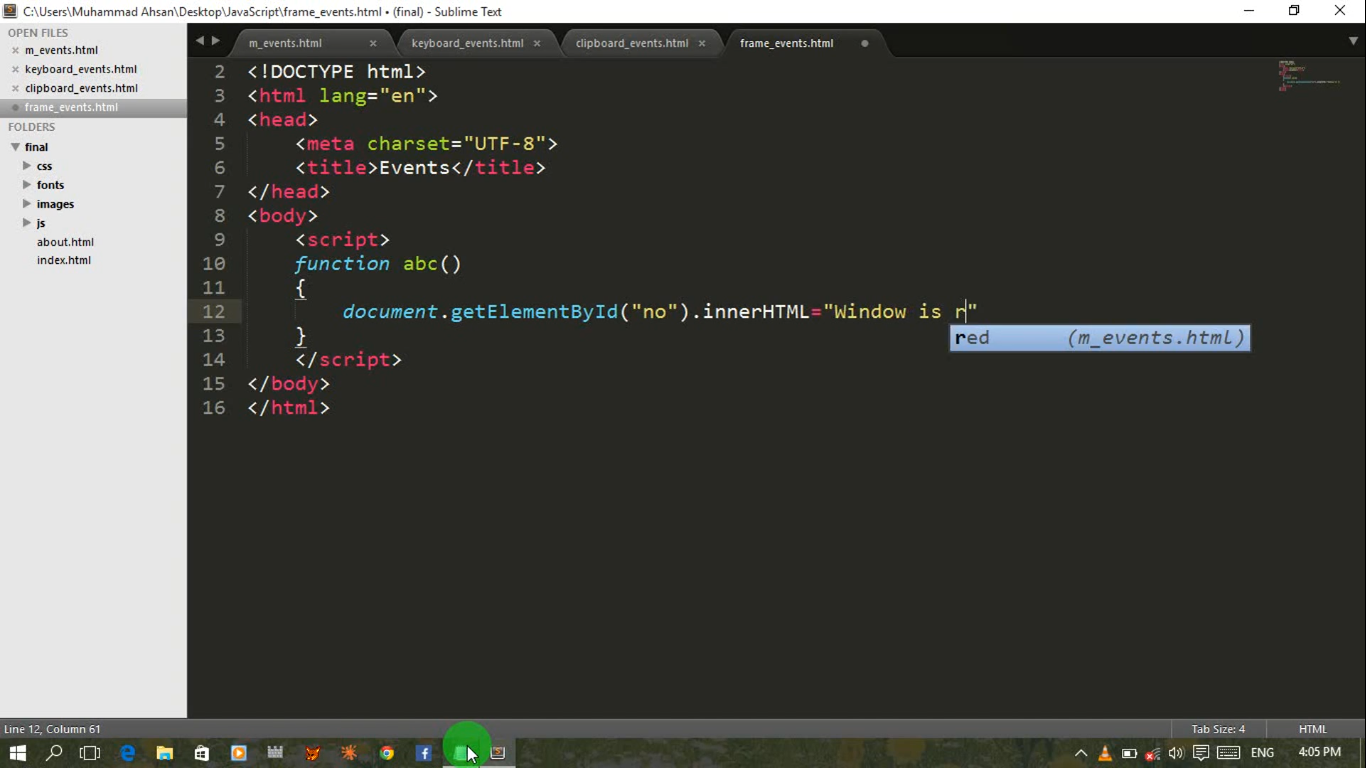 C:\Users\Muhammad Ahsan\Desktop\JavaScript\frame_events.html • (final) - Sublime Text
OPEN FILES
m_events.html
keyboard_events.html
clipboard_events.html
frame_events.html
FOLDERS
final
css
fonts
images
js
about.html
index.html
m_events.html
keyboard_events.html
clipboard_events.html
frame_events.html
2 <!DOCTYPE html>
3 <html lang="en">
4 <head>
5 <meta charset="UTF-8">
6 <title>Events</title>
7 </head>
8 <body>
9 <script>
10 function abc()
11 {
12 document.getElementById("no").innerHTML="Window is r"
red (m_events.html)
13 }
14 </script>
15 </body>
16 </html>
Line 12, Column 61
Tab Size: 4
HTML
ENG
4:05 PM